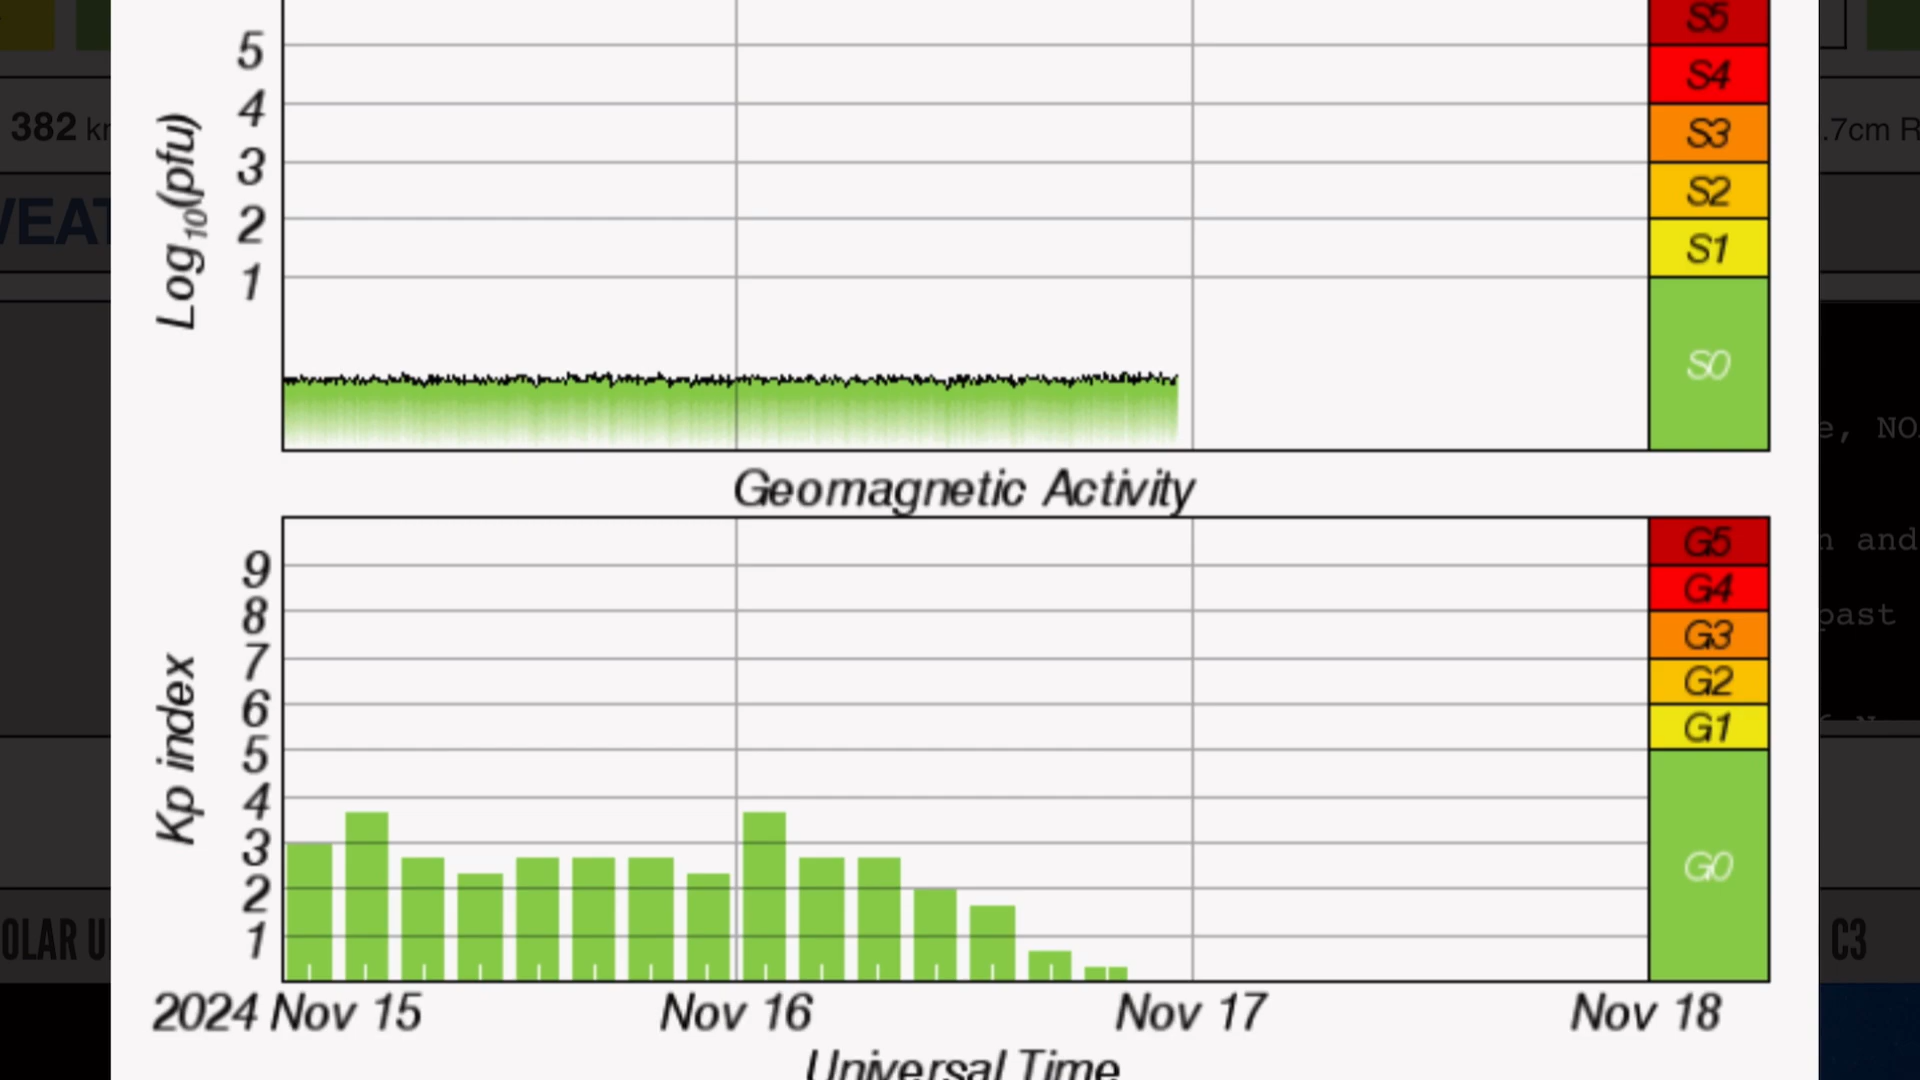 S5
5
S4
4
S3
3
S2
2
S1
1
S0
Log10(pfu)
382
.7cm R
Geomagnetic Activity
G5
9
G4
8
G3
7
G2
6
G1
5
4
3
G0
2
1
Kp index
and
past
OLAR U
C3
2024 Nov 15 Nov 16 Nov 17 Nov 18
Universal Time